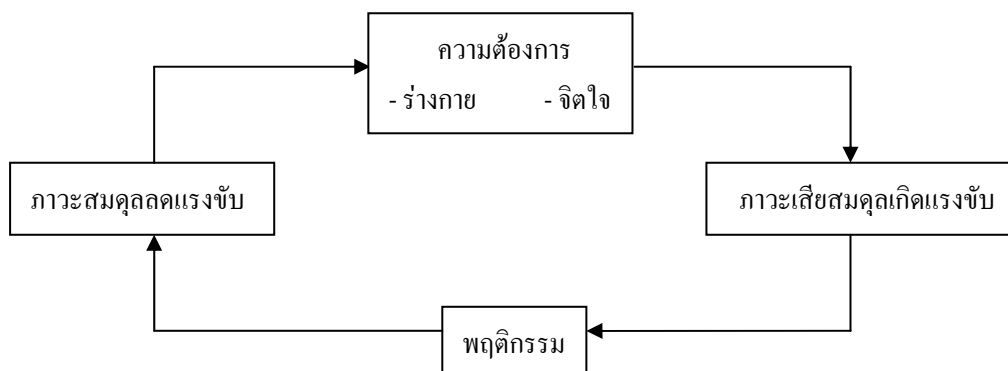 ความต้องการ
- ร่างกาย - จิตใจ
ภาวะสมดุลลดแรงขับ
ภาวะเสียสมดุลเกิดแรงขับ
พฤติกรรม